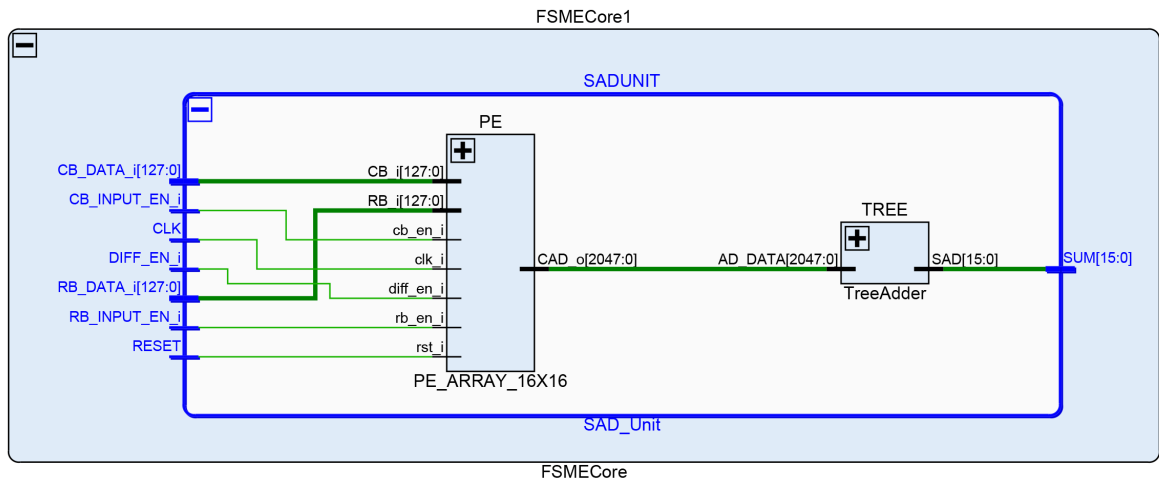 FSMECore1
SADUNIT
PE
CB_DATA_i[127:0]
CB_i[127:0]
CB_INPUT_EN_i
RB_i[127:0]
CLK
cb_en_i
TREE
DIFF_EN_i
clk_i
CAD_o[2047:0]
AD_DATA[2047:0]
SAD[15:0]
SUM[15:0]
RB_DATA_i[127:0]
diff_en_i
TreeAdder
RB_INPUT_EN_i
rb_en_i
RESET
rst_i
PE_ARRAY_16X16
SAD_Unit
FSMECore